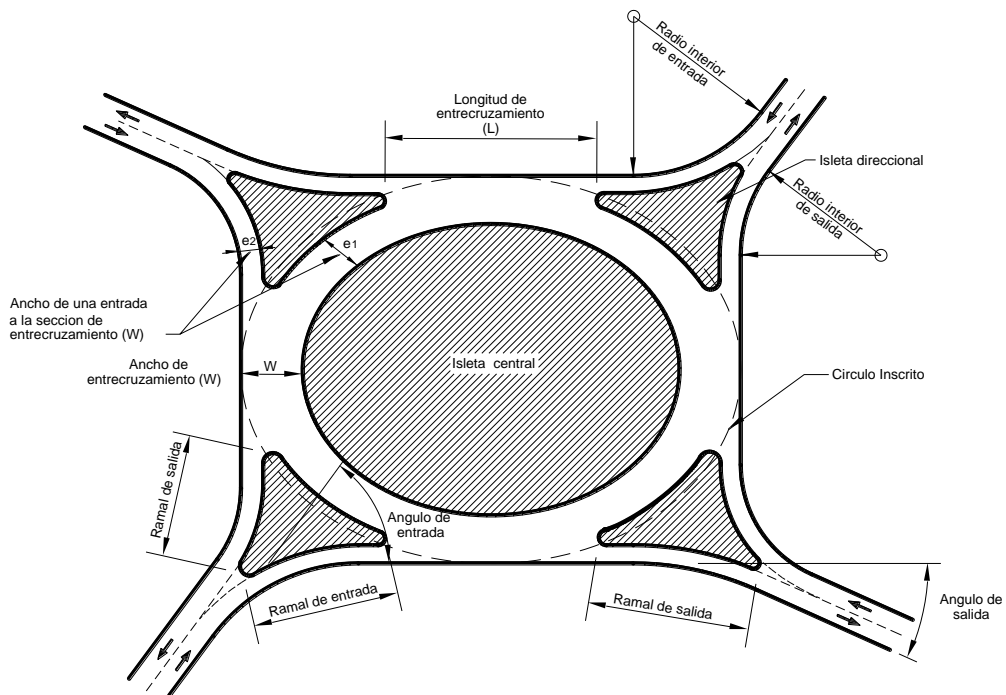 Radio interior
de entrada
Longitud de
entrecruzamiento
(L)
Isleta direccional
Radio interior
de salida
e2
e1
Ancho de una entrada
a la seccion de
entrecruzamiento (W)
Ancho de
entrecruzamiento (W)
W
Isleta central
Circulo Inscrito
Ramal de salida
Angulo de
entrada
Ramal de entrada
Ramal de salida
Angulo de
salida